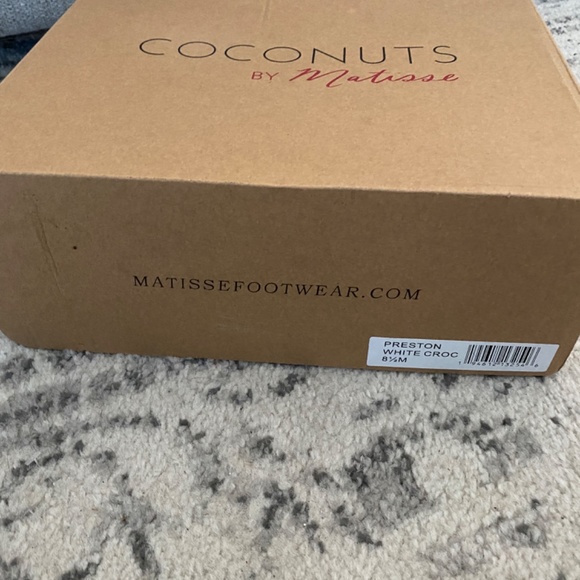 COCONUTS
BY Matisse
MATISSEFOOTWEAR.COM
PRESTON
WHITE CROC
8½M